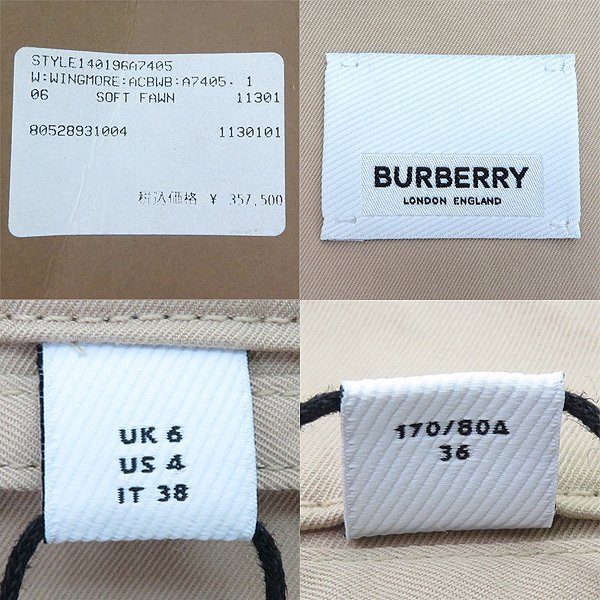 STYLE140196A7405
W:WINGMORE:ACBWB:A7405- 1
06 SOFT FAWN 11301
80528931004 1130101
税込価格 ¥ 357,500
BURBERRY
LONDON ENGLAND
UK 6
US 4
IT 38
170/80A
36